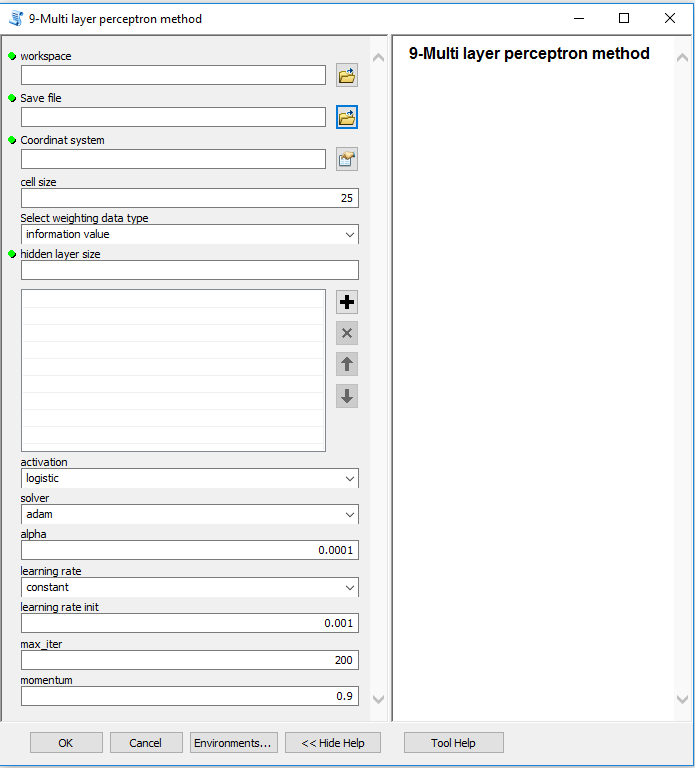 9-Multi layer perceptron method
workspace
Save file
Coordinat system
cell size
25
Select weighting data type
information value
hidden layer size
activation
logistic
solver
adam
alpha
0.0001
learning rate
constant
learning rate init
0.001
max_iter
200
momentum
0.9
9-Multi layer perceptron method
OK
Cancel
Environments...
<< Hide Help
Tool Help